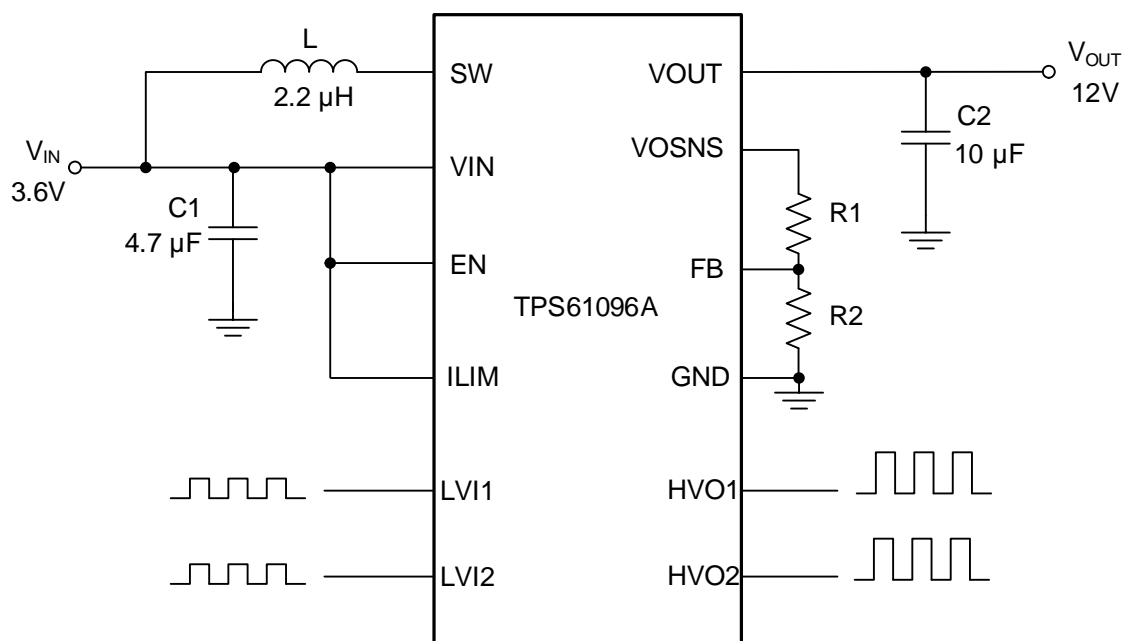 L
2.2 µH
SW
VOUT
V_OUT
12V
C2
10 µF
VOSNS
V_IN
3.6V
VIN
C1
4.7 µF
R1
EN
FB
TPS61096A
R2
ILIM
GND
LVI1
HVO1
LVI2
HVO2